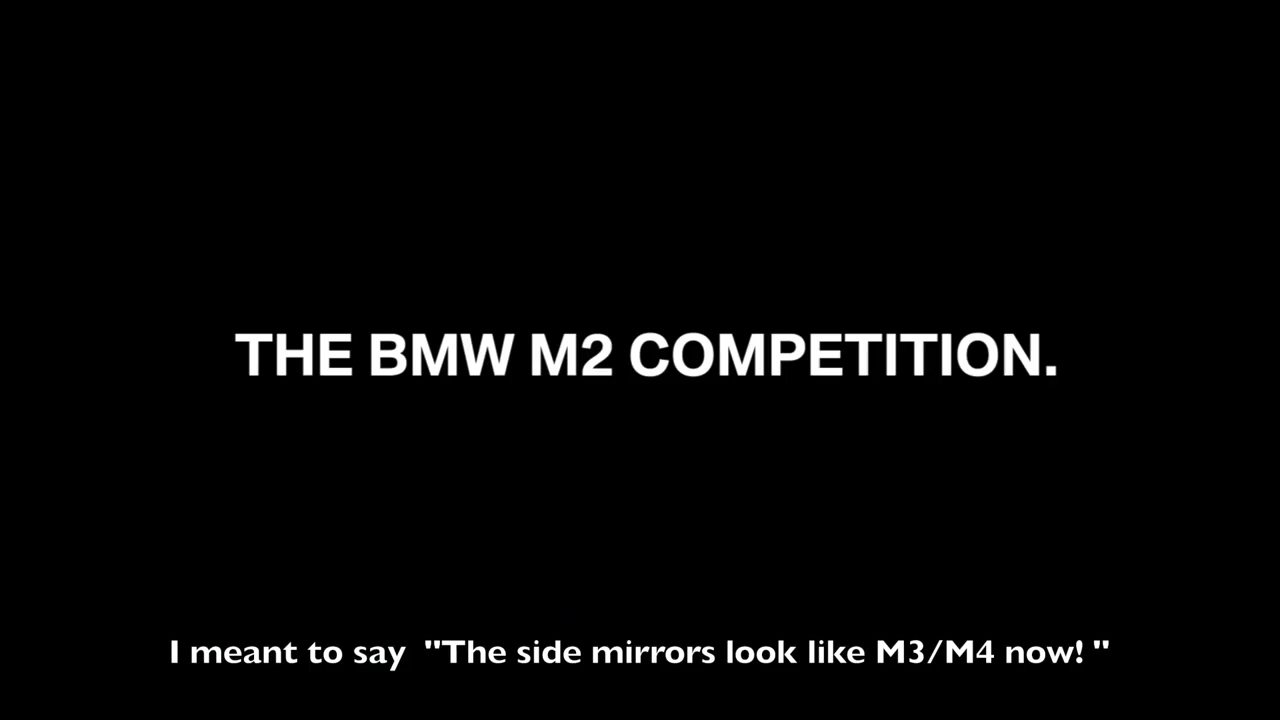 THE BMW M2 COMPETITION.
I meant to say  "The side mirrors look like M3/M4 now! "